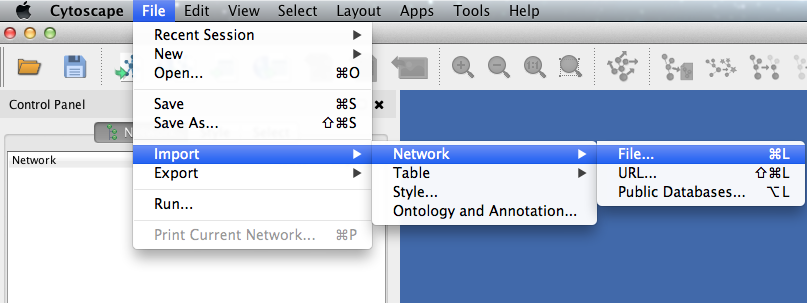 Cytoscape File Edit View Select Layout Apps Tools Help
Recent Session
New
Open... ⌘O
Control Panel
Save ⌘S
Save As... ⇧⌘S
Network
Import
Export
Run...
Print Current Network... ⌘P
Network
Table
Style...
Ontology and Annotation...
File... ⌘L
URL... ⇧⌘L
Public Databases... ⌥L